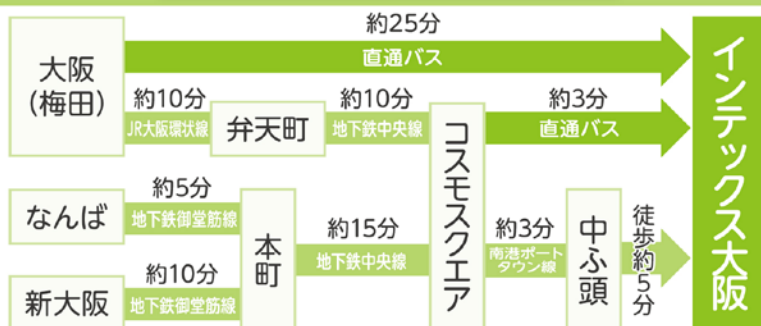 約25分
大阪
(梅田)
直通バス
約10分
JR大阪環状線
弁天町
約10分
地下鉄中央線
コスモスクエア
約3分
直通バス
インテックス大阪
なんば
約5分
地下鉄御堂筋線
本町
約15分
地下鉄中央線
約3分
南港ポート
タウン線
中ふ頭
徒歩約5分
新大阪
約10分
地下鉄御堂筋線